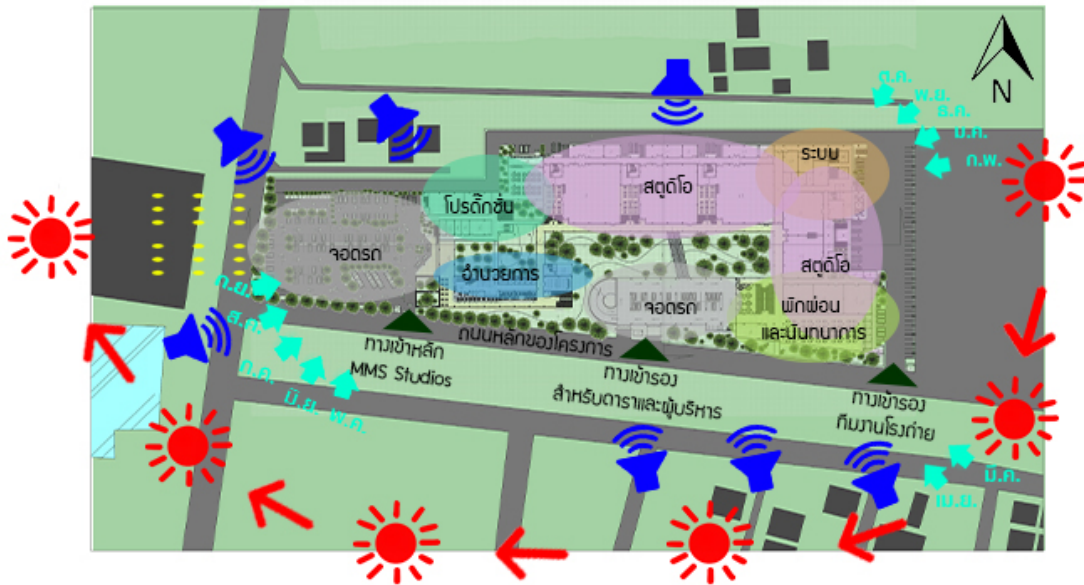 N
ต.ค.
พ.ย.
ธ.ค.
ม.ค.
ก.พ.
ระบบ
สตูดิโอ
โปรดั๊กชั่น
สตูดิโอ
จอดรถ
อำนวยการ
ก.ย.
จอดรถ
พักผ่อน
และนันทนาการ
ส.ค.
ถนนหลักของโครงการ
ทางเข้าหลัก
MMS Studios
ก.ค.
มิ.ย.
พ.ค.
ทางเข้ารอง
สำหรับดาราและผู้บริหาร
ทางเข้ารอง
ทีมงานโรงถ่าย
มี.ค.
เม.ย.